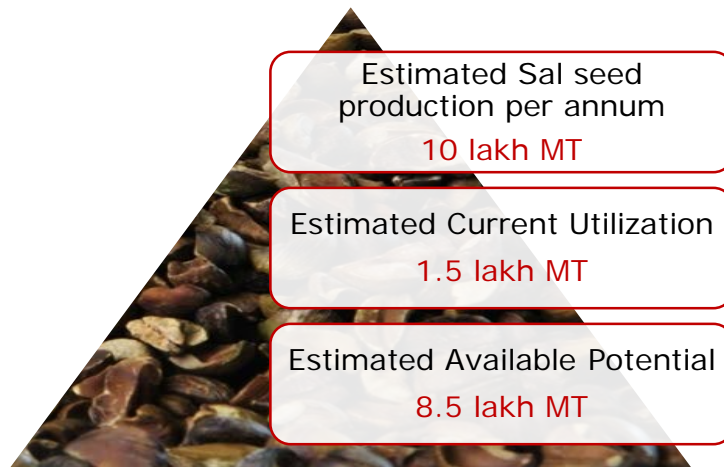 Estimated Sal seed
production per annum
10 lakh MT
Estimated Current Utilization
1.5 lakh MT
Estimated Available Potential
8.5 lakh MT